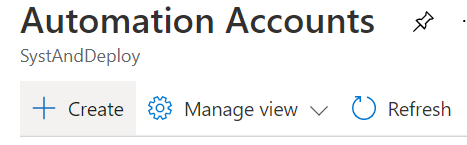 Automation Accounts
SystAndDeploy
Create Manage view Refresh